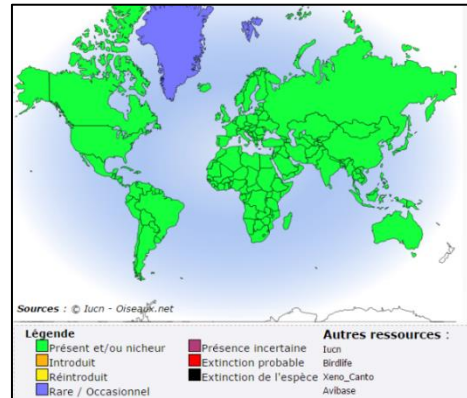 Sources : © Iucn - Oiseaux.net
Légende
Présent et/ou nicheur
Introduit
Réintroduit
Rare / Occasionnel
Présence incertaine
Extinction probable
Extinction de l'espèce
Autres ressources :
Iucn
Birdlife
Xeno_Canto
Avibase